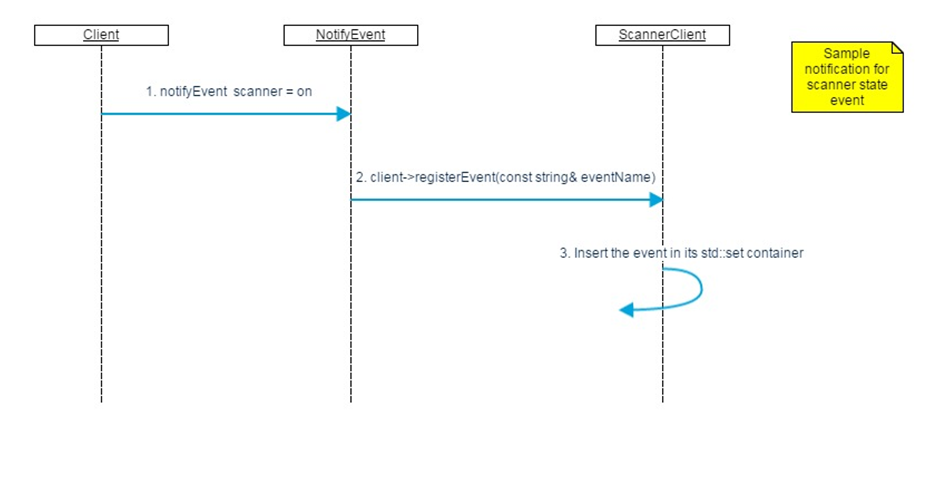 Client
NotifyEvent
ScannerClient
Sample
notification for
scanner state
event
1. notifyEvent scanner = on
2. client->registerEvent(const string& eventName)
3. Insert the event in its std::set container